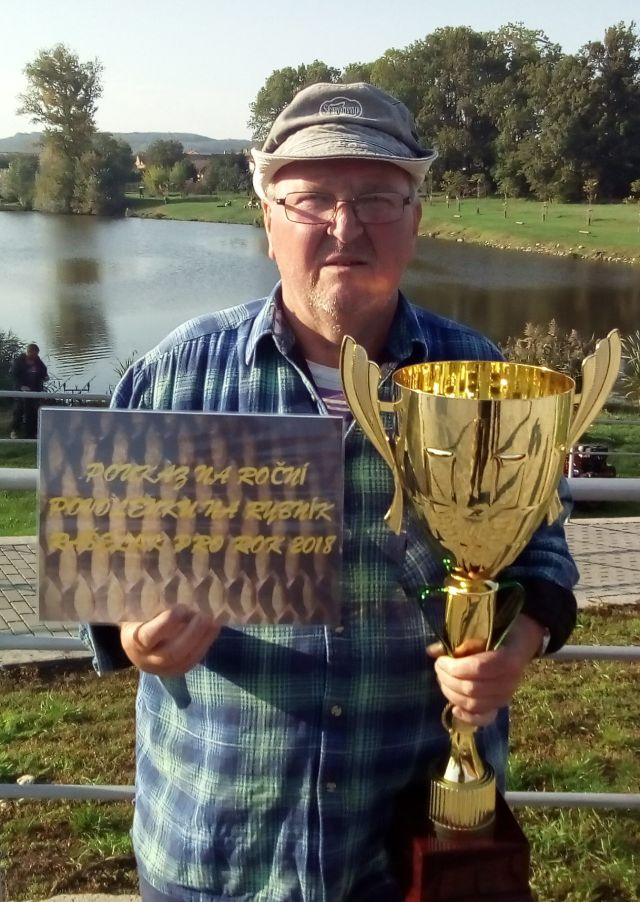 POUKAZ NA ROČNÍ
POVOLENKU NA RYBNÍK
PRO ROK 2018